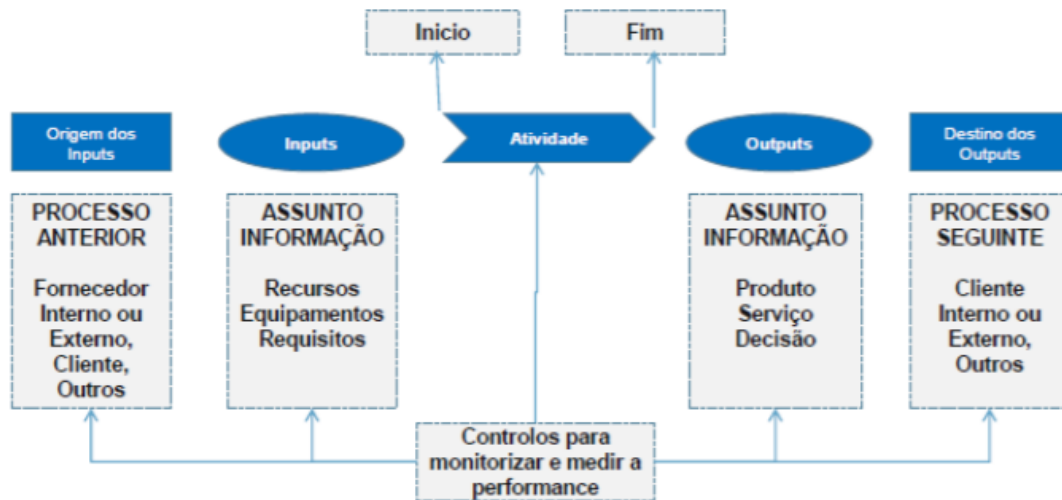 Inicio
Fim
Origem dos
Inputs
Inputs
Atividade
Outputs
Destino dos
Outputs
PROCESSO
ANTERIOR
Fornecedor
Interno ou
Externo,
Cliente,
Outros
ASSUNTO
INFORMAÇÃO
Recursos
Equipamentos
Requisitos
ASSUNTO
INFORMAÇÃO
Produto
Serviço
Decisão
PROCESSO
SEGUINTE
Cliente
Interno ou
Externo,
Outros
Controlos para
monitorizar e medir a
performance